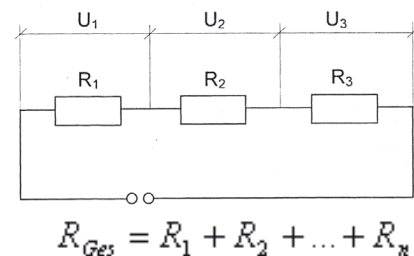 U₁ U₂ U₃
R₁ R₂ R₃
R_Ges = R₁ + R₂ + ... + Rₙ